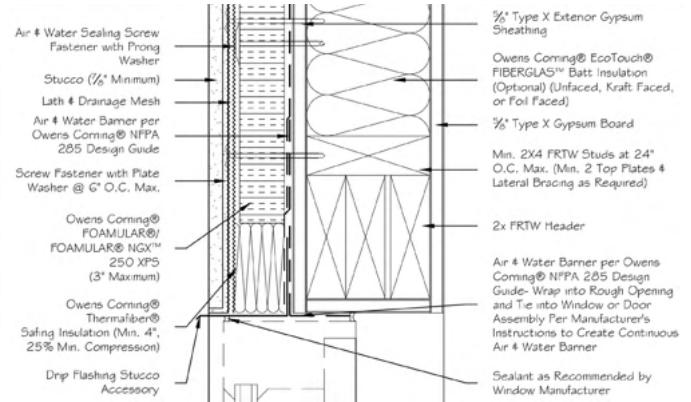 Air & Water Sealing Screw
Fastener with Prong
Washer
Stucco (⅞" Minimum)
Lath & Drainage Mesh
Air & Water Barrier per
Owens Corning® NFPA
285 Design Guide
Screw Fastener with Plate
Washer @ 6" O.C. Max.
Owens Corning®
FOAMULAR®/
FOAMULAR® NGX™
250 XPS
(3" Maximum)
Owens Corning®
Thermafiber®
Safing Insulation (Min. 4",
25% Min. Compression)
Drip Flashing Stucco
Accessory
⅝" Type X Exterior Gypsum
Sheathing
Owens Corning® EcoTouch®
FIBERGLAS™ Batt Insulation
(Optional) (Unfaced, Kraft Faced,
or Foil Faced)
⅝" Type X Gypsum Board
Min. 2X4 FRTW Studs at 24"
O.C. Max. (Min. 2 Top Plates &
Lateral Bracing as Required)
2x FRTW Header
Air & Water Barrier per Owens
Corning® NFPA 285 Design
Guide- Wrap into Rough Opening
and Tie into Window or Door
Assembly Per Manufacturer's
Instructions to Create Continuous
Air & Water Barrier
Sealant as Recommended by
Window Manufacturer